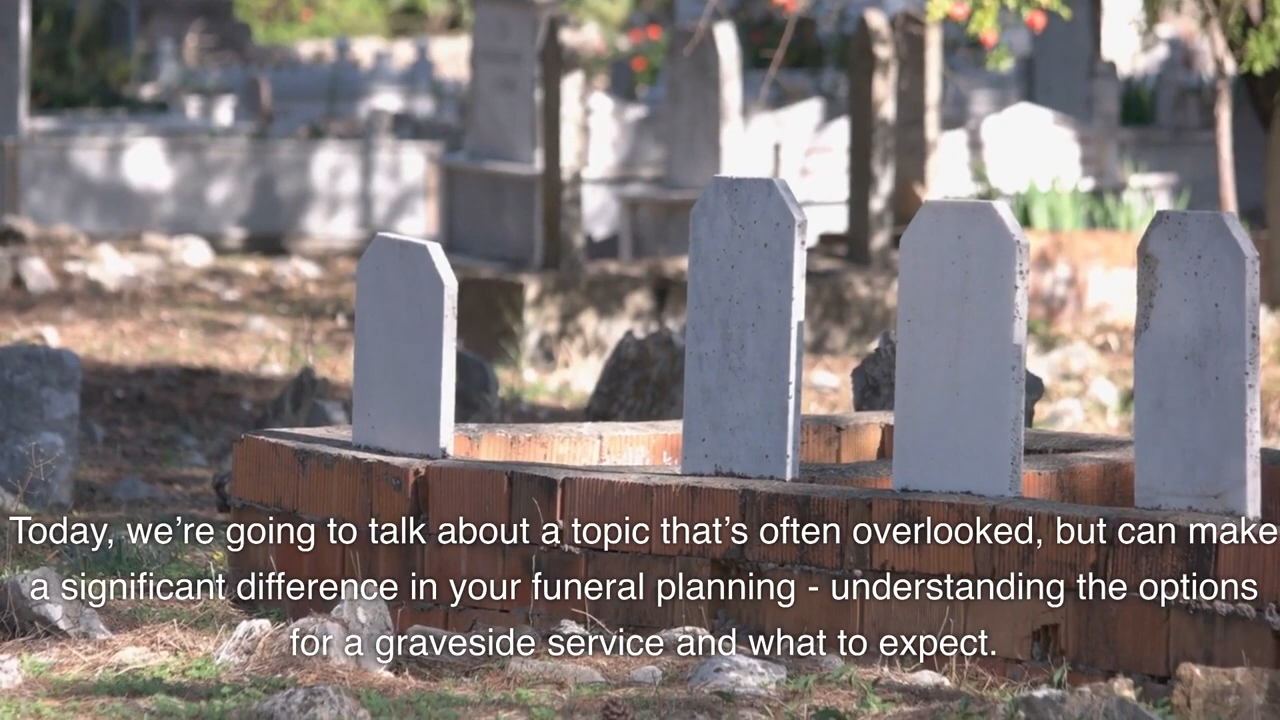 Today, we’re going to talk about a topic that’s often overlooked, but can make
a significant difference in your funeral planning - understanding the options
for a graveside service and what to expect.